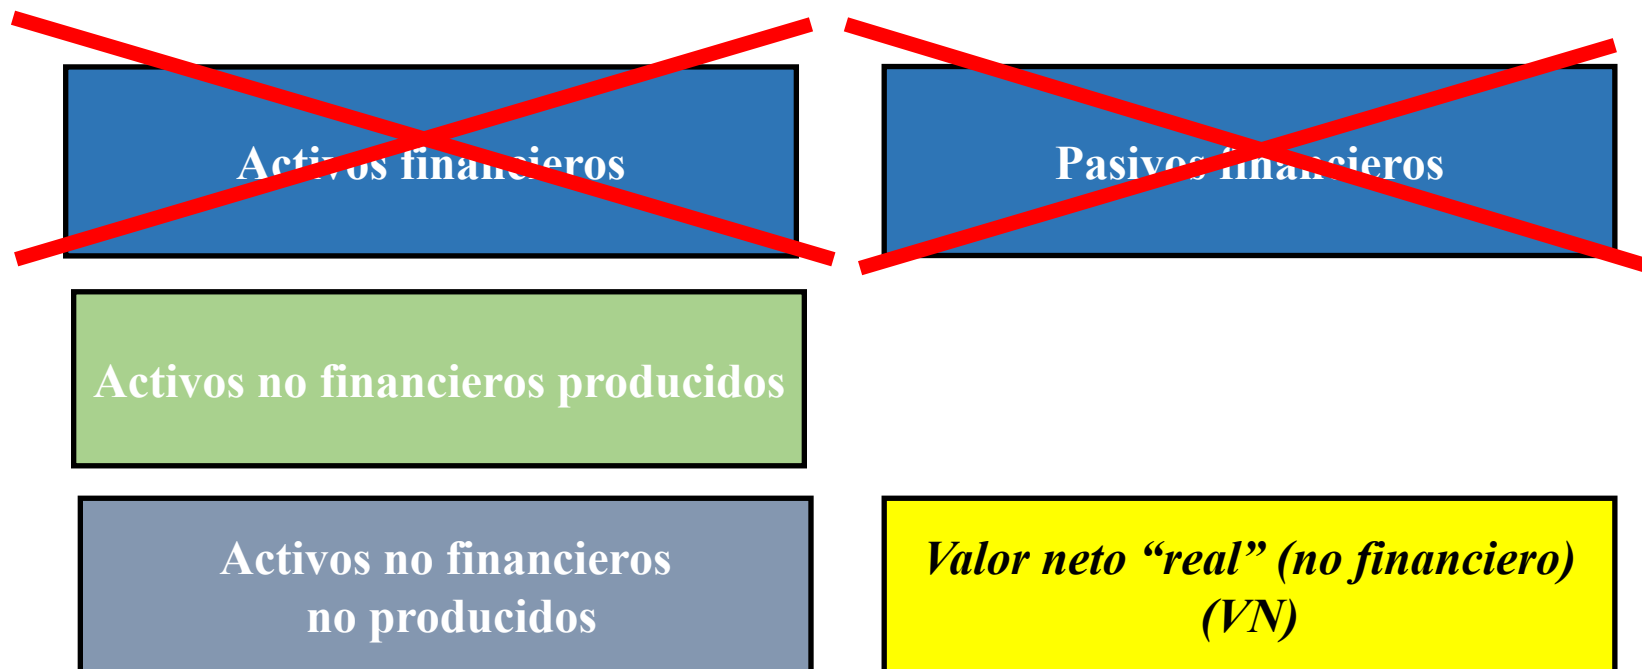 Activos financieros
Pasivos financieros
Activos no financieros producidos
Activos no financieros
no producidos
Valor neto “real” (no financiero)
(VN)